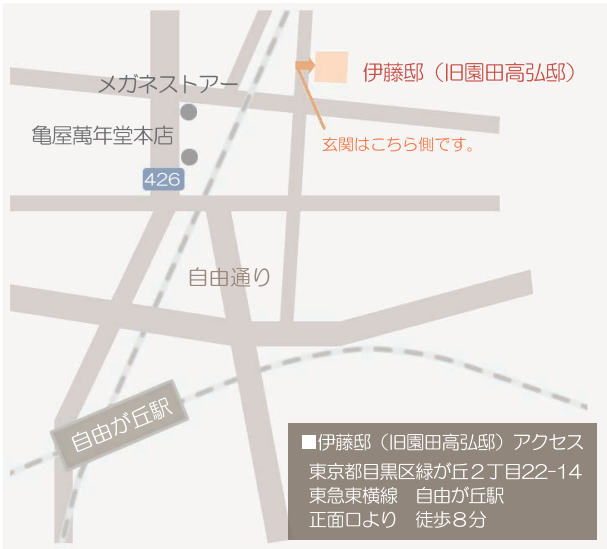 伊藤邸（旧園田高弘邸）
メガネストアー
亀屋萬年堂本店
玄関はこちら側です。
426
自由通り
自由が丘駅
■伊藤邸（旧園田高弘邸）アクセス
東京都目黒区緑が丘２丁目22-14
東急東横線　自由が丘駅
正面口より　徒歩８分